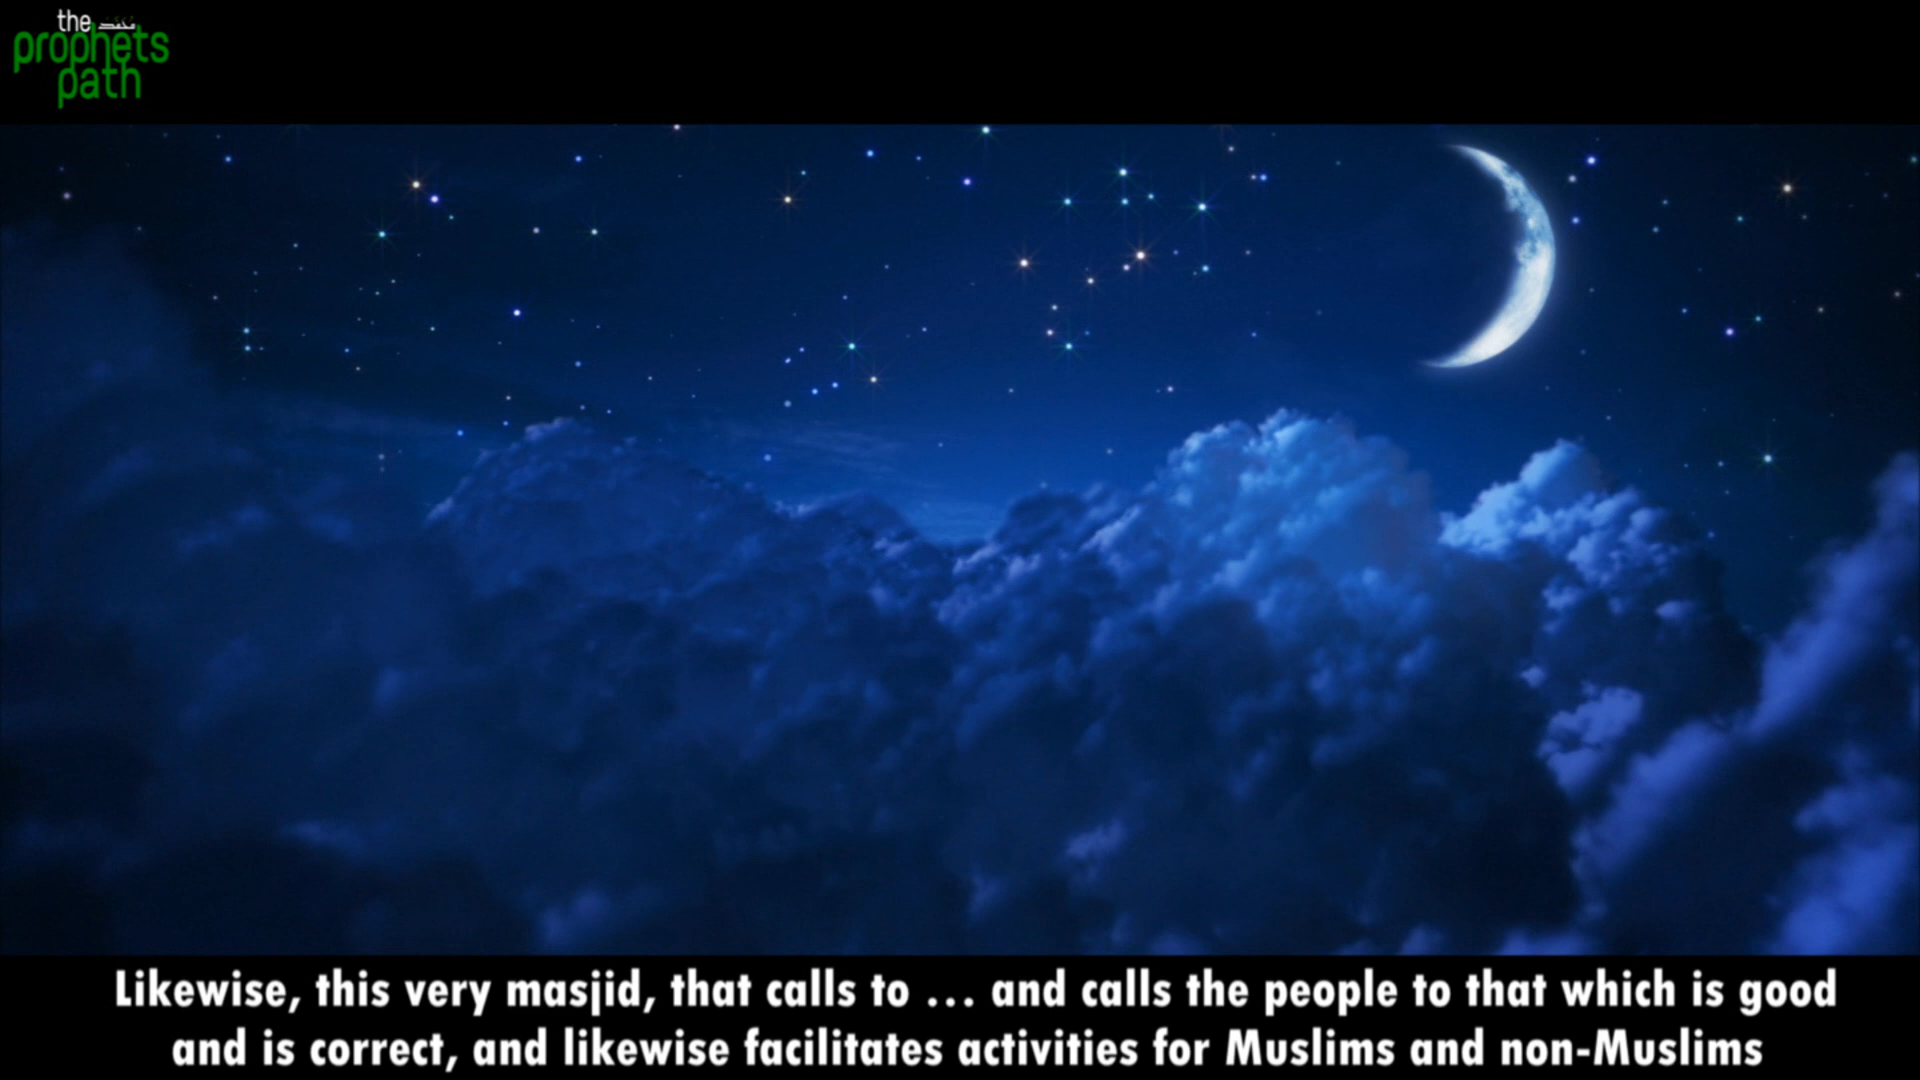 the محمد
prophets
path
Likewise, this very masjid, that calls to ... and calls the people to that which is good
and is correct, and likewise facilitates activities for Muslims and non-Muslims